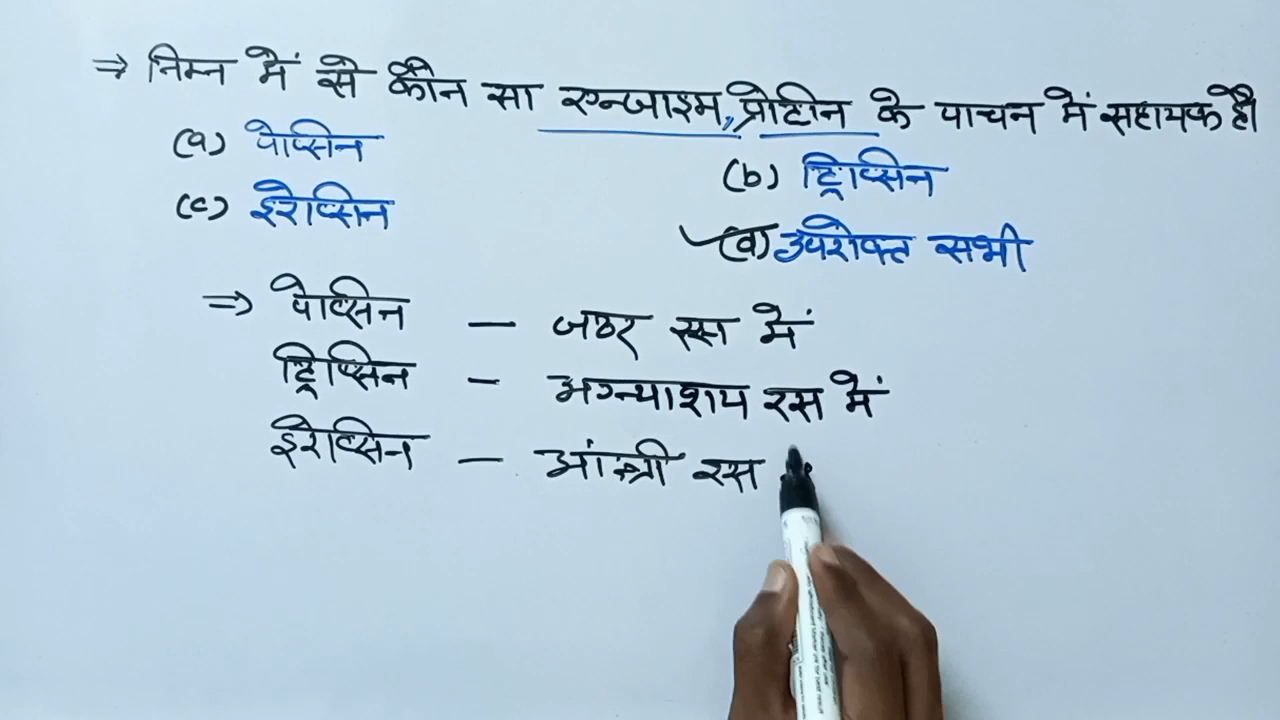 ⇒ निम्न में से कौन सा एन्जाइम,, प्रोटीन के पाचन में सहायक है।
(a) पेप्सिन (b) ट्रिप्सिन
(c) इरेप्सिन (d) उपरोक्त सभी
⇒ पेप्सिन — जठर रस में
ट्रिप्सिन — अग्न्याशय रस में
इरेप्सिन — आंत्री रस